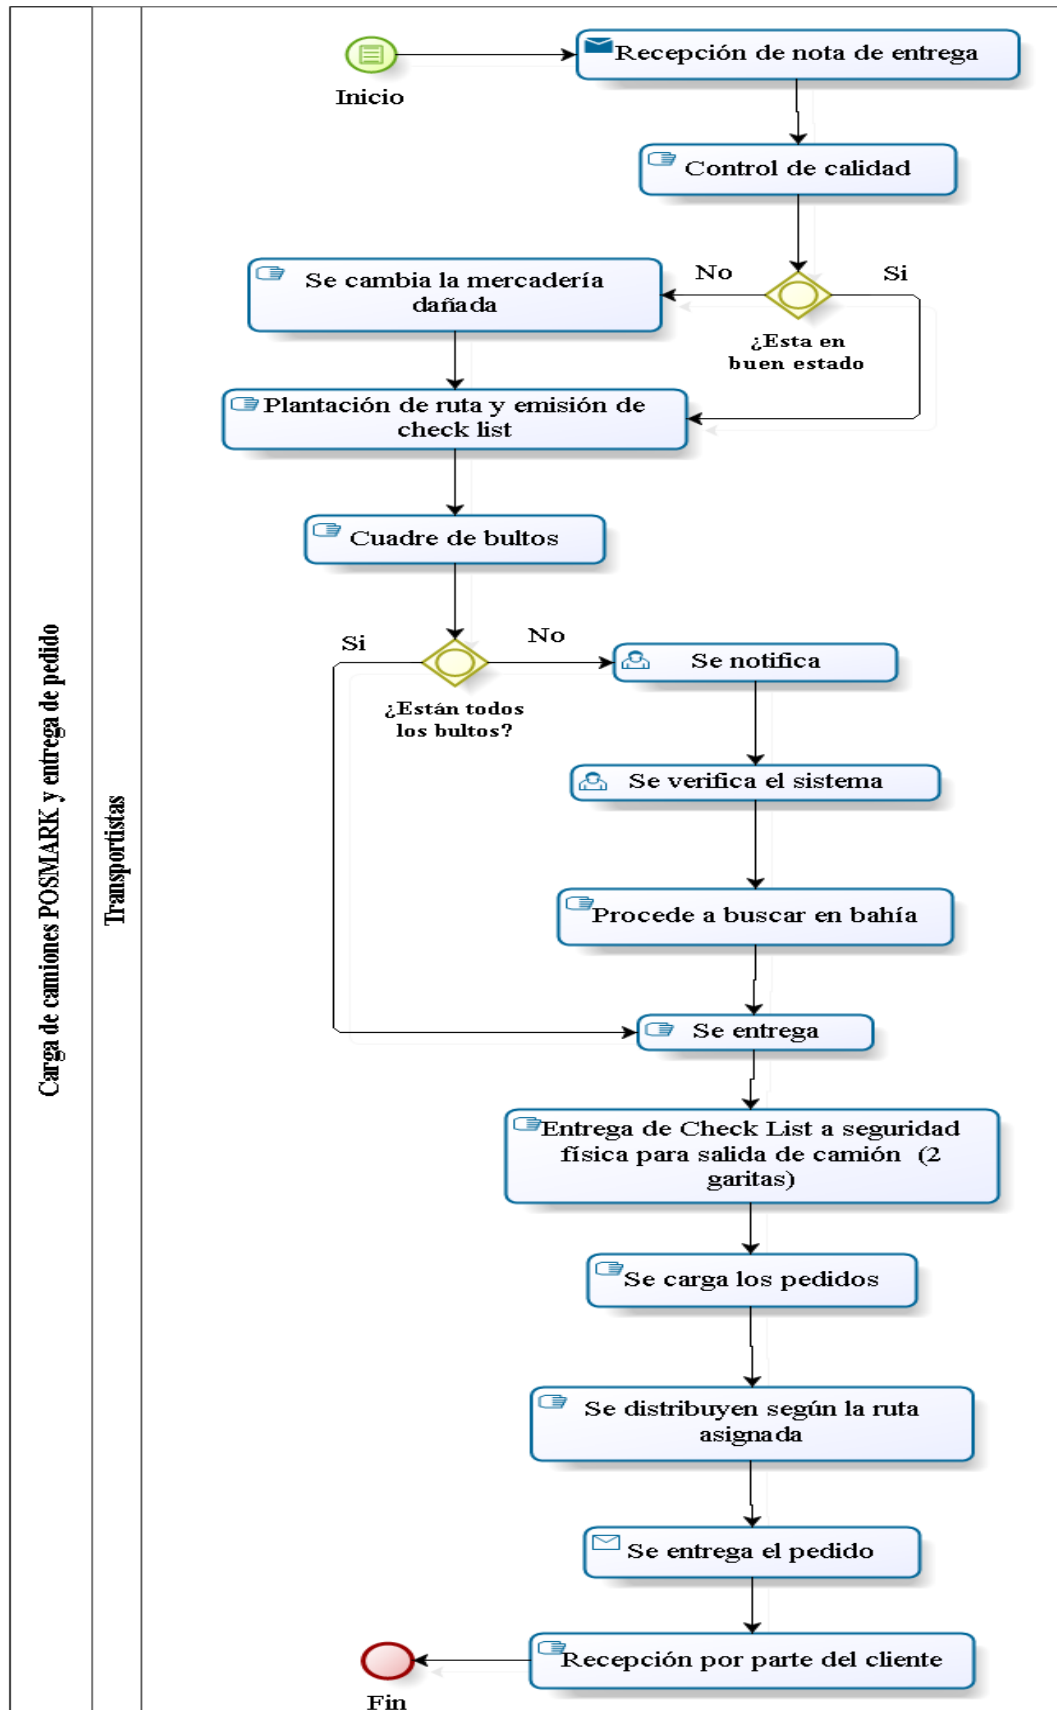 Carga de camiones POSMARK y entrega de pedido
Transportistas
Inicio
Recepción de nota de entrega
Control de calidad
No
Si
¿Esta en
buen estado
Se cambia la mercadería
dañada
Plantación de ruta y emisión de
check list
Cuadre de bultos
Si
No
¿Están todos
los bultos?
Se notifica
Se verifica el sistema
Procede a buscar en bahía
Se entrega
Entrega de Check List a seguridad
física para salida de camión (2
garitas)
Se carga los pedidos
Se distribuyen según la ruta
asignada
Se entrega el pedido
Recepción por parte del cliente
Fin